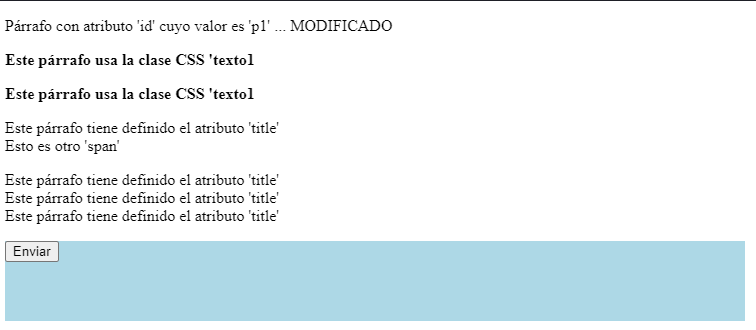 Párrafo con atributo 'id' cuyo valor es 'p1' ... MODIFICADO
Este párrafo usa la clase CSS 'texto1
Este párrafo usa la clase CSS 'texto1
Este párrafo tiene definido el atributo 'title'
Esto es otro 'span'
Este párrafo tiene definido el atributo 'title'
Este párrafo tiene definido el atributo 'title'
Este párrafo tiene definido el atributo 'title'
Enviar